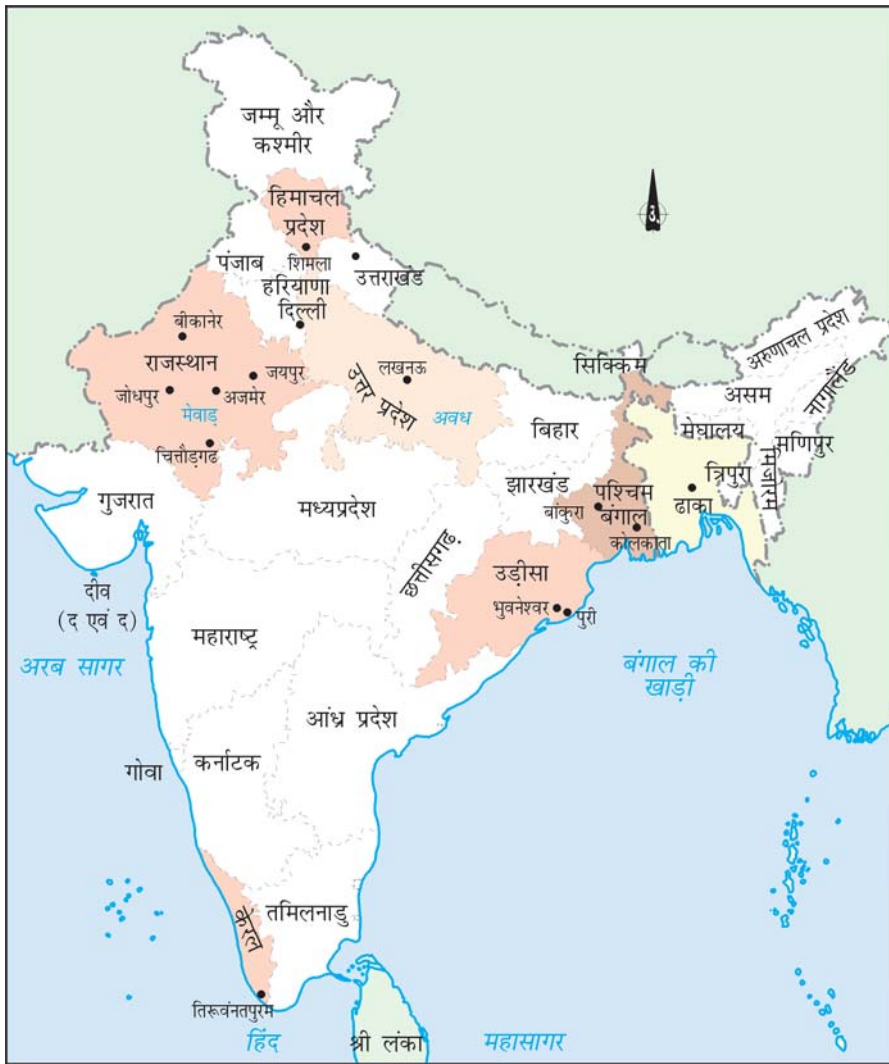 जम्मू और
कश्मीर
हिमाचल
प्रदेश
शिमला
पंजाब
उत्तराखंड
हरियाणा
दिल्ली
बीकानेर
राजस्थान
जयपुर
जोधपुर
अजमेर
मेवाड़
चित्तौड़गढ
लखनऊ
उत्तर प्रदेश
अवध
सिक्किम
अरुणाचल प्रदेश
असम
नागालैंड
बिहार
मेघालय
मणिपुर
झारखंड
पश्चिम
बंगाल
बांकुरा
कोलकाता
ढाका
त्रिपुरा
मिज़ोरम
गुजरात
मध्यप्रदेश
छत्तीसगढ़
उड़ीसा
भुवनेश्वर
पुरी
दीव
(द एवं द)
महाराष्ट्र
अरब सागर
बंगाल की
खाड़ी
आंध्र प्रदेश
गोवा
कर्नाटक
केरल
तमिलनाडु
तिरूवंनतपुरम
हिंद
श्री लंका
महासागर